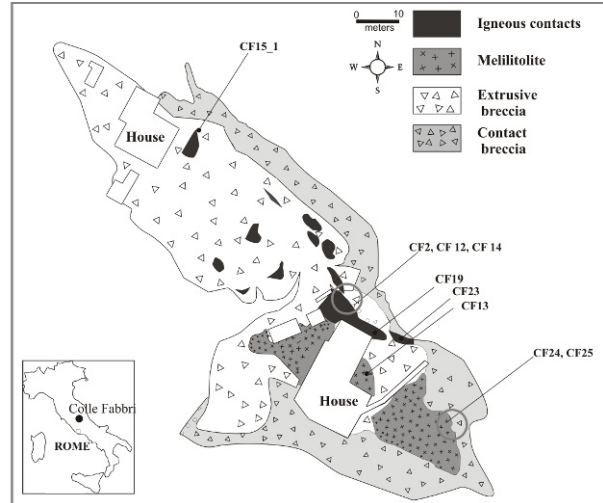 0
10
meters
N
W
E
S
Igneous contacts
Melilitolite
Extrusive
breccia
Contact
breccia
CF15_1
House
CF2, CF 12, CF 14
CF19
CF23
CF13
CF24, CF25
House
Colle Fabbri
ROME